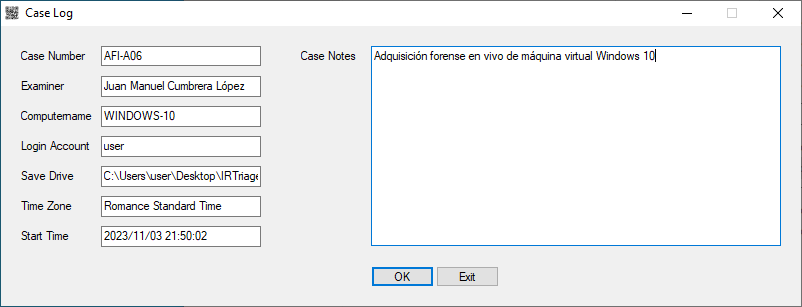 Case Log
Case Number AFI-A06
Examiner Juan Manuel Cumbrera López
Computername WINDOWS-10
Login Account user
Save Drive C:\Users\user\Desktop\IRTriage
Time Zone Romance Standard Time
Start Time 2023/11/03 21:50:02
Case Notes Adquisición forense en vivo de máquina virtual Windows 10
OK Exit